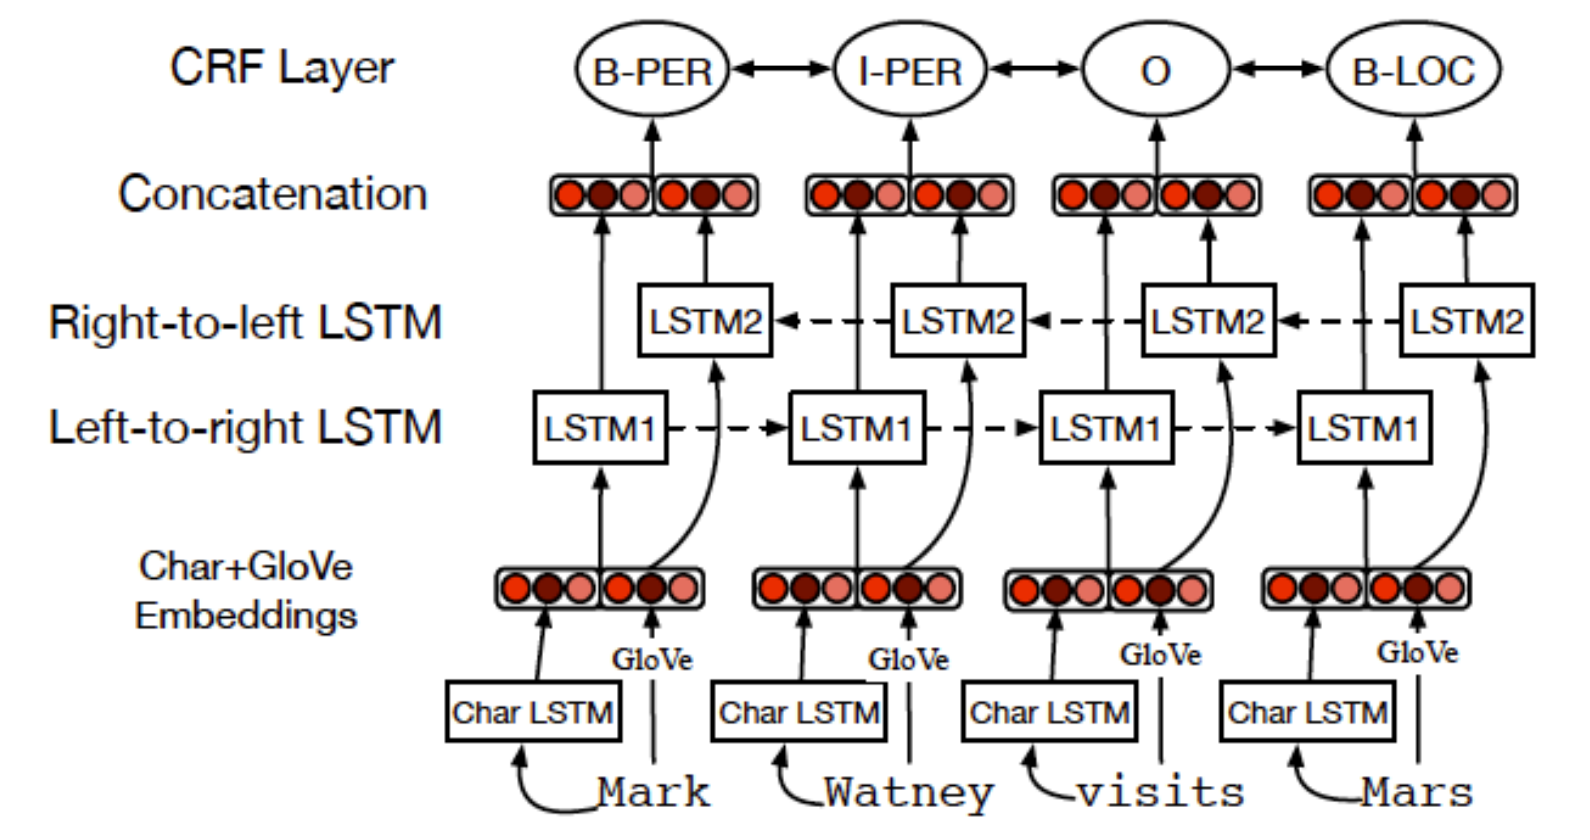 CRF Layer B-PER I-PER O B-LOC
Concatenation
Right-to-left LSTM LSTM2 LSTM2 LSTM2 LSTM2
Left-to-right LSTM LSTM1 LSTM1 LSTM1 LSTM1
Char+GloVe
Embeddings
GloVe GloVe GloVe GloVe
Char LSTM Char LSTM Char LSTM Char LSTM
Mark Watney visits Mars